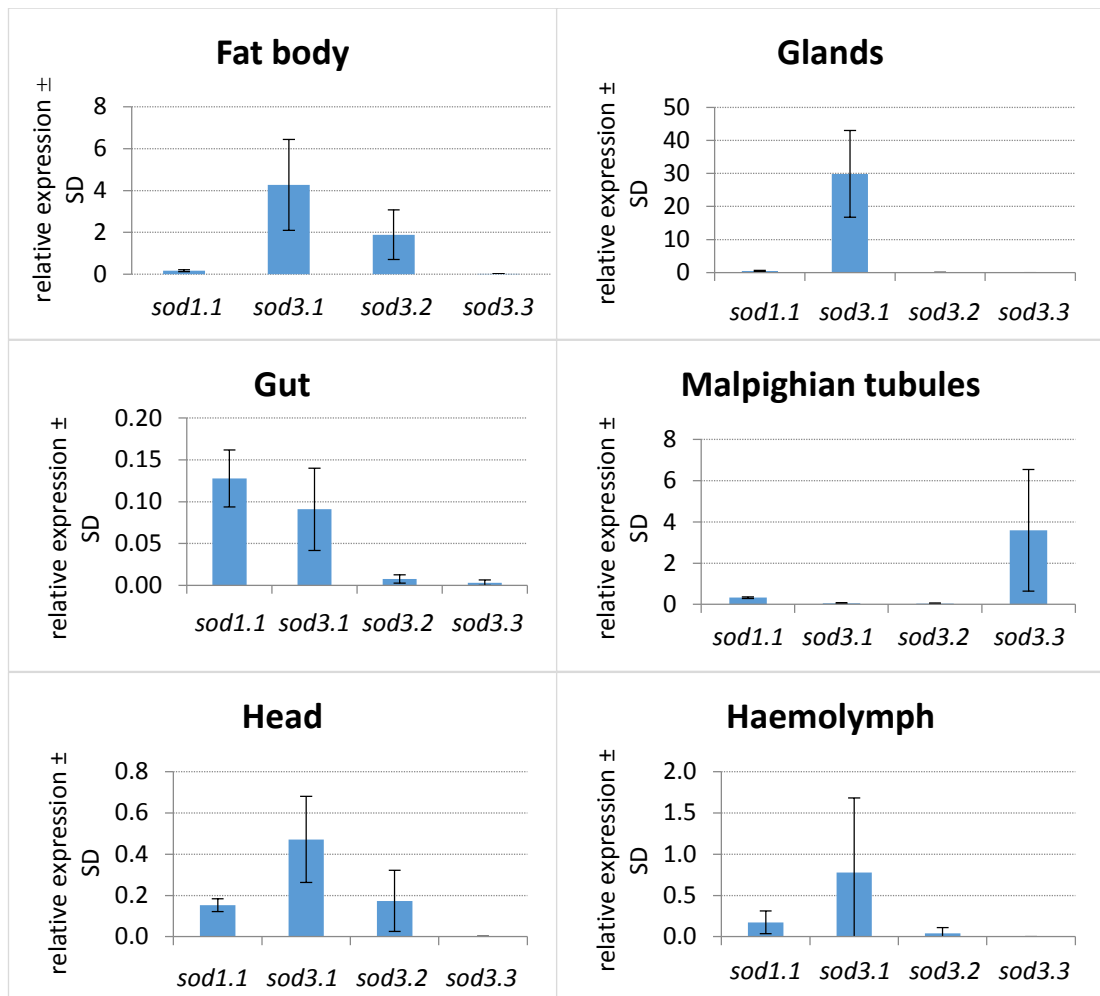 Fat body
relative expression ±
SD
8
6
4
2
0
sod1.1 sod3.1 sod3.2 sod3.3
Glands
relative expression ±
SD
50
40
30
20
10
0
sod1.1 sod3.1 sod3.2 sod3.3
Gut
relative expression ±
SD
0.20
0.15
0.10
0.05
0.00
sod1.1 sod3.1 sod3.2 sod3.3
Malpighian tubules
relative expression ±
SD
8
6
4
2
0
sod1.1 sod3.1 sod3.2 sod3.3
Head
relative expression ±
SD
0.8
0.6
0.4
0.2
0.0
sod1.1 sod3.1 sod3.2 sod3.3
Haemolymph
relative expression ±
SD
2.0
1.5
1.0
0.5
0.0
sod1.1 sod3.1 sod3.2 sod3.3